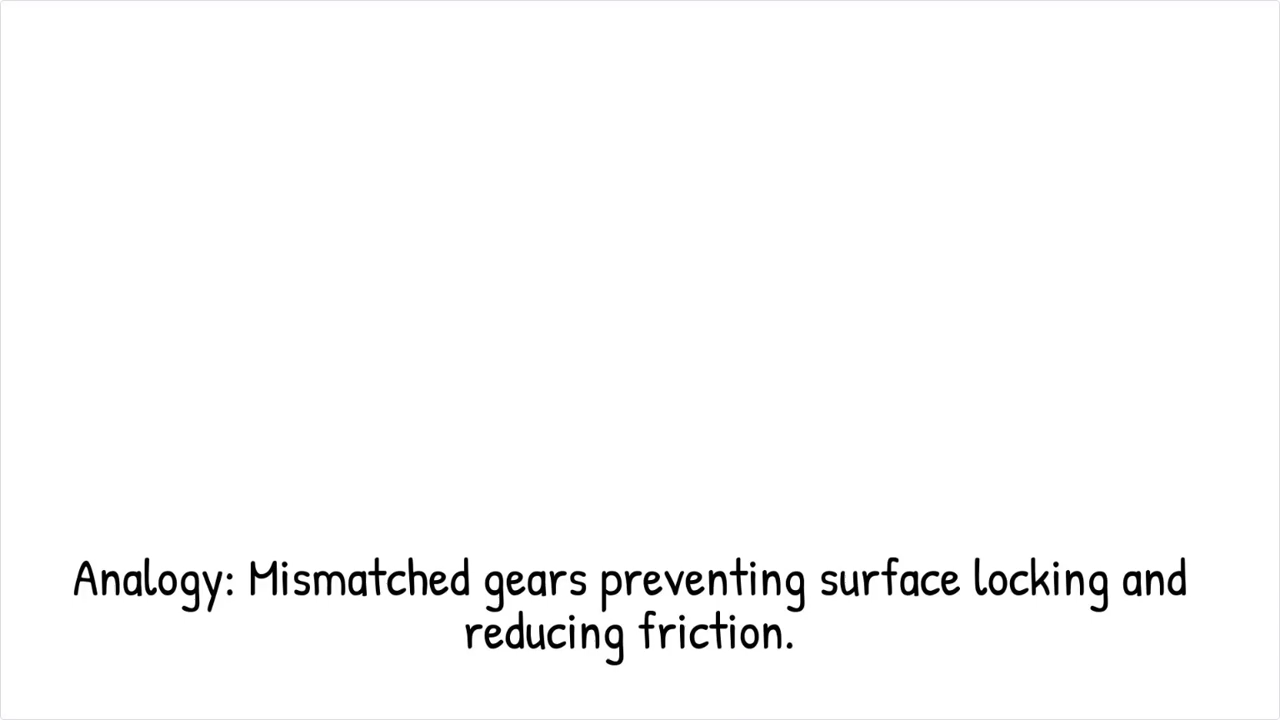 Analogy: Mismatched gears preventing surface locking and
reducing friction.